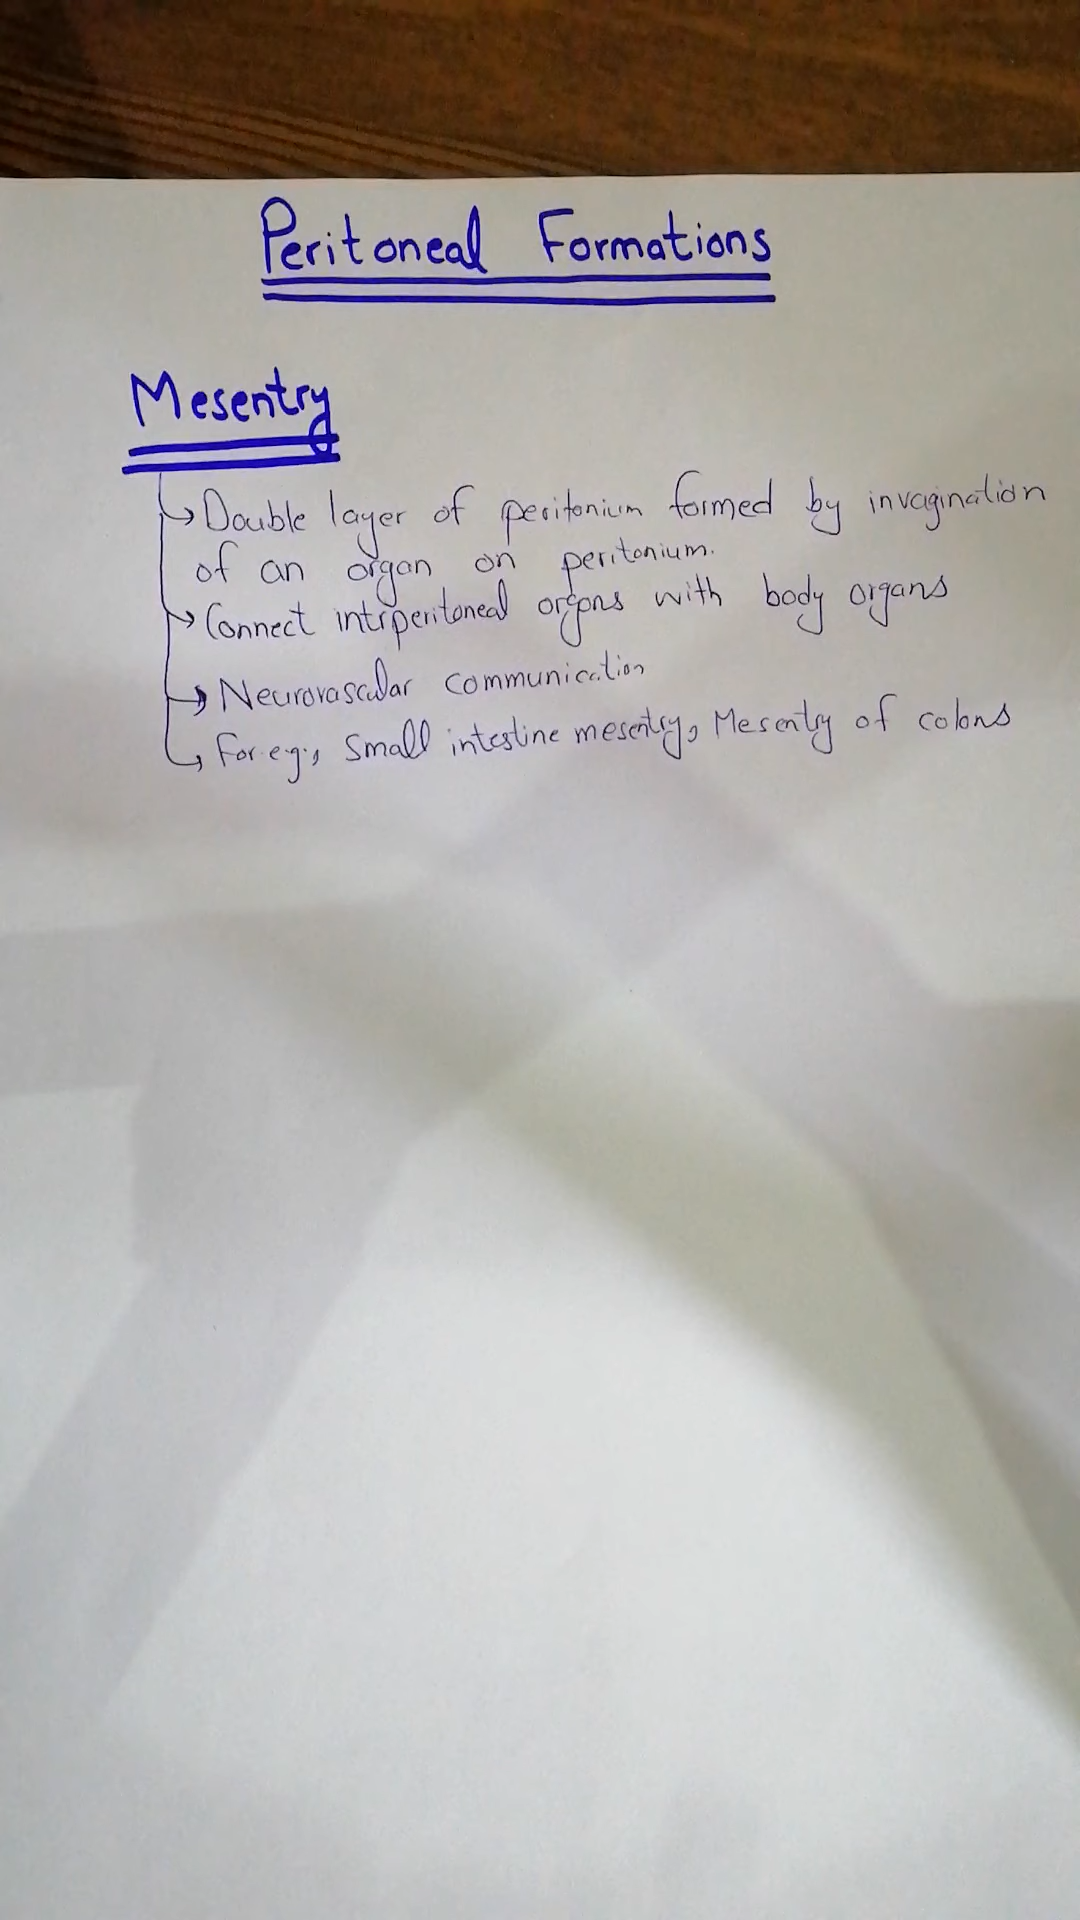 Peritoneal Formations
Mesentry
Double layer of peritonium formed by invagination
of an organ on peritonium.
Connect intrperitoneal organs with body organs
Neurovascular communication
For e.g., Small intestine mesentry, Mesentry of colons